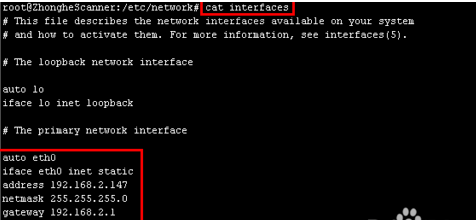 root@ZhongheScanner:/etc/network# cat interfaces
# This file describes the network interfaces available on your system
# and how to activate them. For more information, see interfaces(5).
# The loopback network interface
auto lo
iface lo inet loopback
# The primary network interface
auto eth0
iface eth0 inet static
address 192.168.2.147
netmask 255.255.255.0
gateway 192.168.2.1